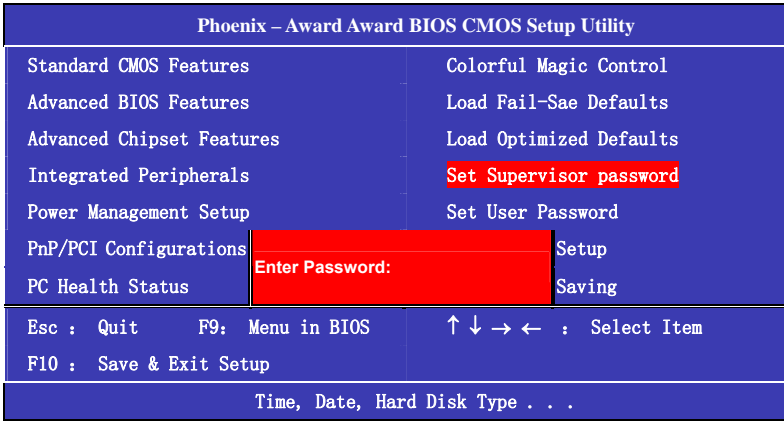 Phoenix – Award Award BIOS CMOS Setup Utility
Standard CMOS Features
Colorful Magic Control
Advanced BIOS Features
Load Fail-Sae Defaults
Advanced Chipset Features
Load Optimized Defaults
Integrated Peripherals
Set Supervisor password
Power Management Setup
Set User Password
PnP/PCI Configurations
Setup
Enter Password:
PC Health Status
Saving
Esc : Quit F9: Menu in BIOS
↑ ↓ → ← : Select Item
F10 : Save & Exit Setup
Time, Date, Hard Disk Type . . .